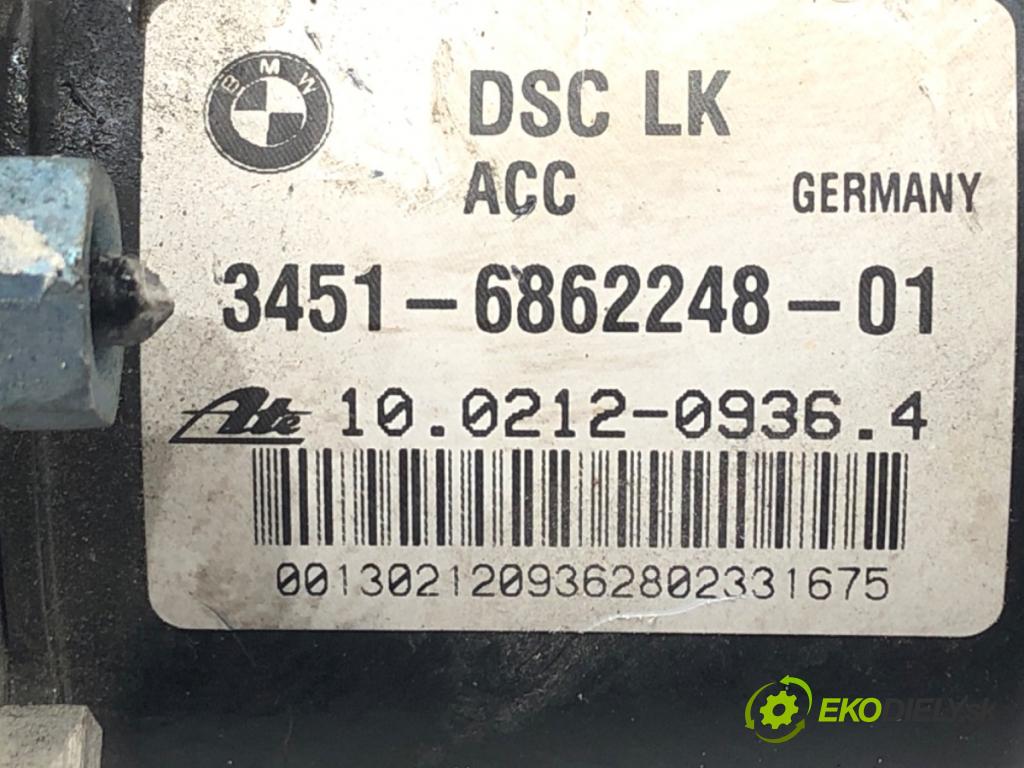 BMW
DSC LK
ACC GERMANY
3451-6862248-01
Ate 10.0212-0936.4
0013021209362802331675
EKODIELY.sk